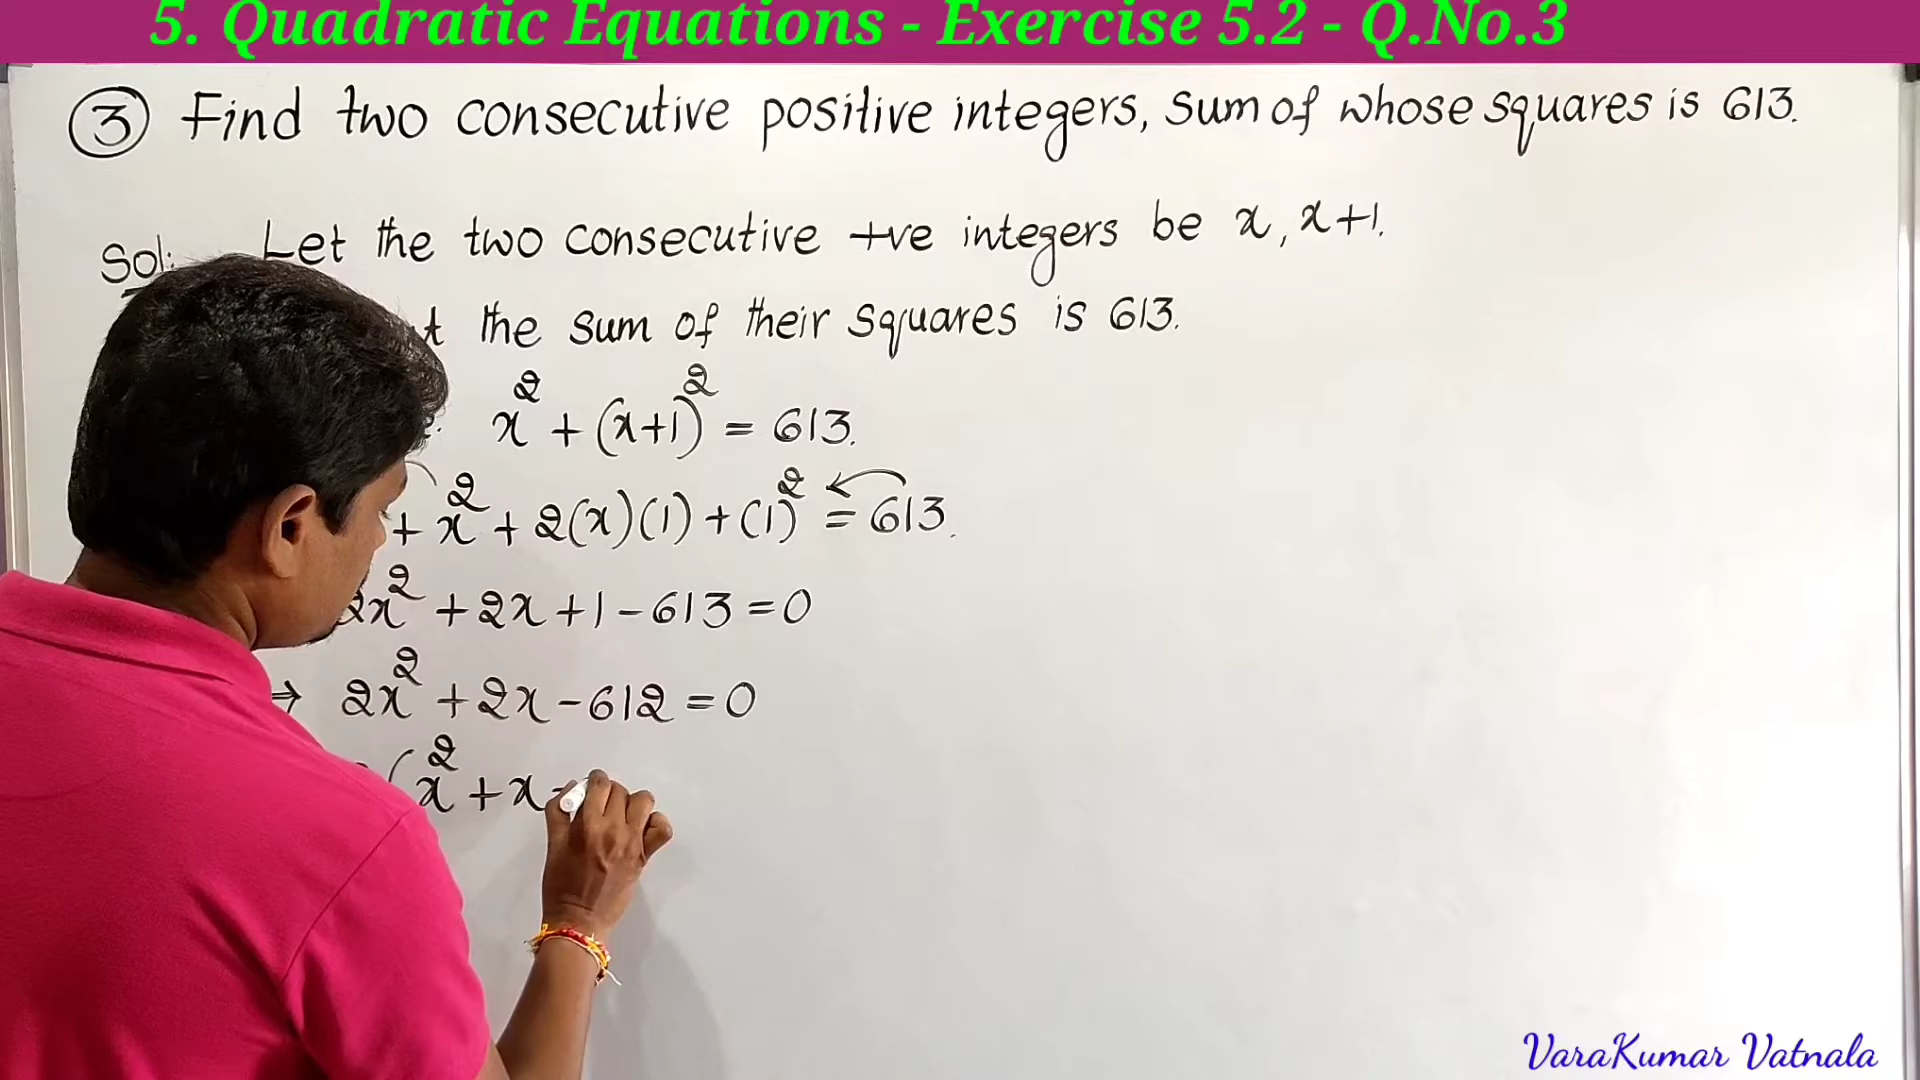 5. Quadratic Equations - Exercise 5.2 - Q.No.3
③ Find two consecutive positive integers, sum of whose squares is 613.
Sol: Let the two consecutive +ve integers be x, x+1.
the sum of their squares is 613.
x² + (x+1)² = 613.
+ x² + 2(x)(1) + (1)² = 613.
2x² + 2x + 1 - 613 = 0
⇒ 2x² + 2x - 612 = 0
(x² + x -
VaraKumar Vatnala